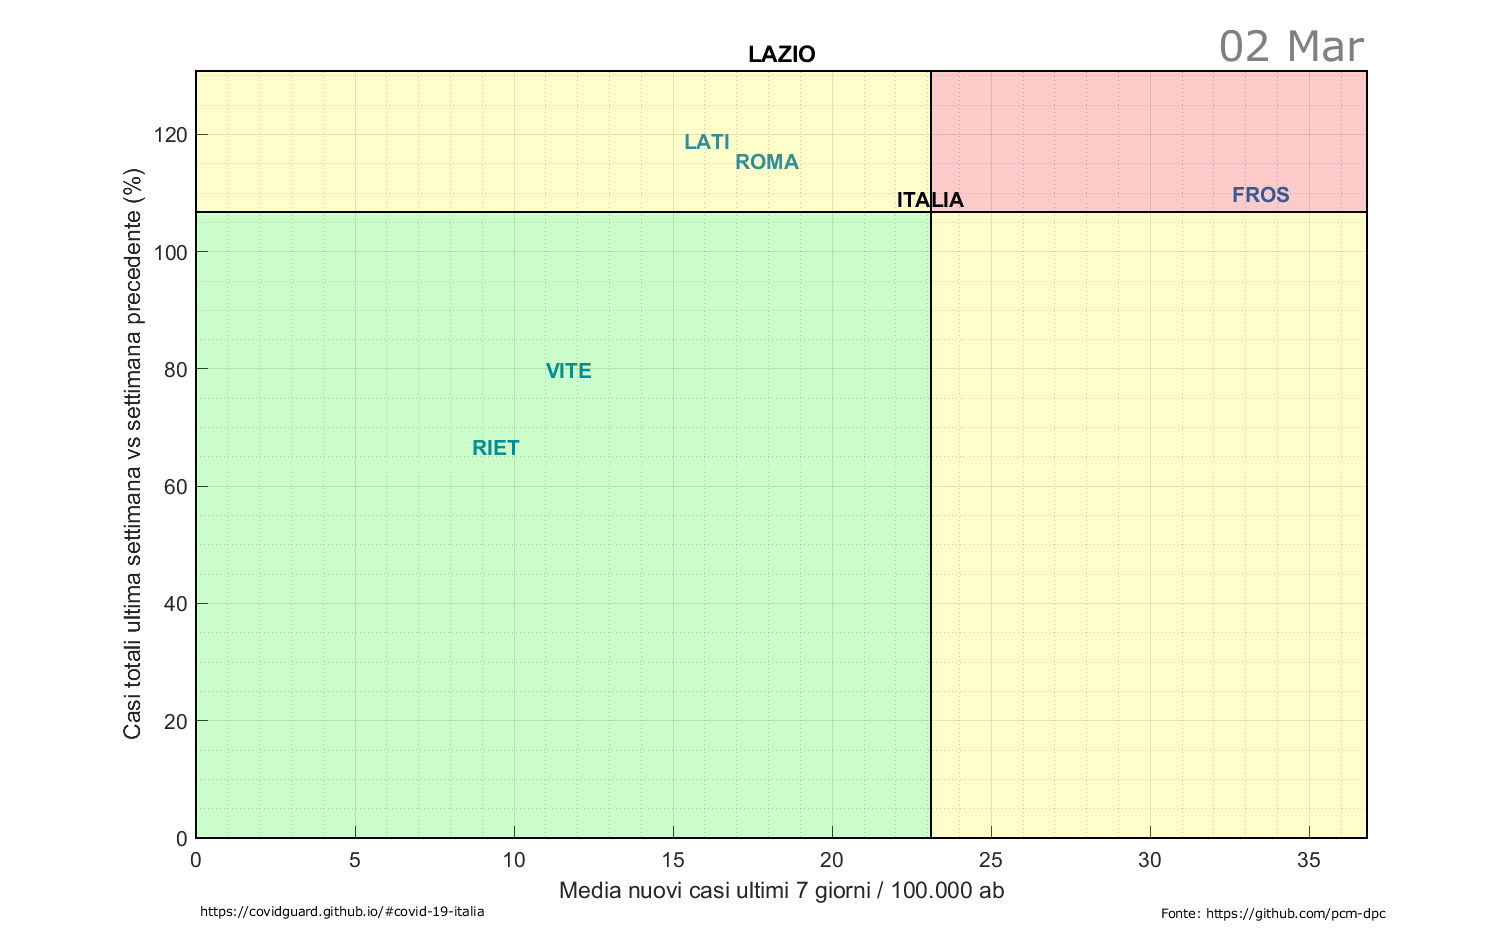 02 Mar
LAZIO
Casi totali ultima settimana vs settimana precedente (%)
120
100
80
60
40
20
0
LATI
ROMA
ITALIA
FROS
VITE
RIET
0 5 10 15 20 25 30 35
Media nuovi casi ultimi 7 giorni / 100.000 ab
https://covidguard.github.io/#covid-19-italia
Fonte: https://github.com/pcm-dpc